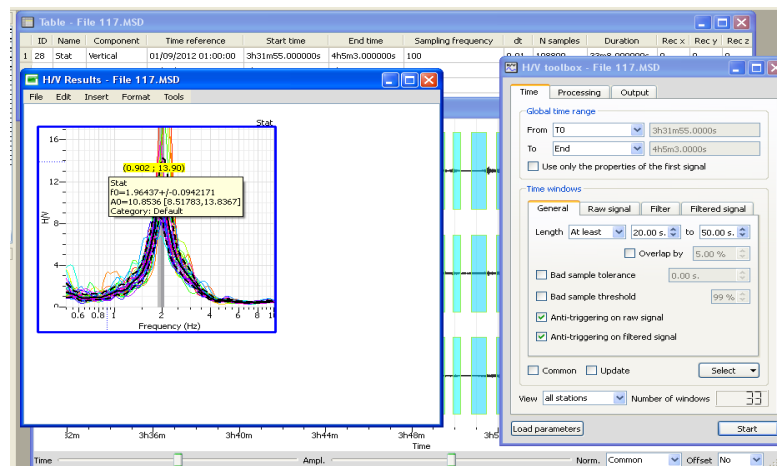 Table - File 117.MSD
ID Name Component Time reference Start time End time Sampling frequency dt N samples Duration Rec x Rec y Rec z
1 28 Stat Vertical 01/09/2012 01:00:00 3h31m55.000000s 4h5m3.000000s 100
H/V Results - File 117.MSD
File Edit Insert Format Tools
Stat
16
(0.902 ; 13.90)
12
Stat
f0=1.96437+/-0.0942171
A0=10.8536 [8.51783,13.8367]
Category: Default
H/V
8
4
0
0.6 0.8 1 2 4 6 8 1
Frequency (Hz)
32m 3h36m 3h40m 3h44m 3h48m 3h5
Time
Time Ampl. Norm. Common Offset No
H/V toolbox - File 117.MSD
Time Processing Output
Global time range
From T0 3h31m55.0000s
To End 4h5m3.0000s
Use only the properties of the first signal
Time windows
General Raw signal Filter Filtered signal
Length At least 20.00 s. to 50.00 s.
Overlap by 5.00 %
Bad sample tolerance 0.00 s.
Bad sample threshold 99 %
Anti-triggering on raw signal
Anti-triggering on filtered signal
Common Update Select
View all stations Number of windows 33
Load parameters Start